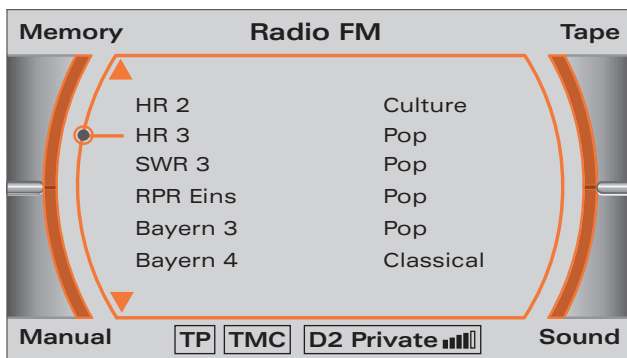 Memory Radio FM Tape
HR 2 Culture
HR 3 Pop
SWR 3 Pop
RPR Eins Pop
Bayern 3 Pop
Bayern 4 Classical
Manual TP TMC D2 Private Sound